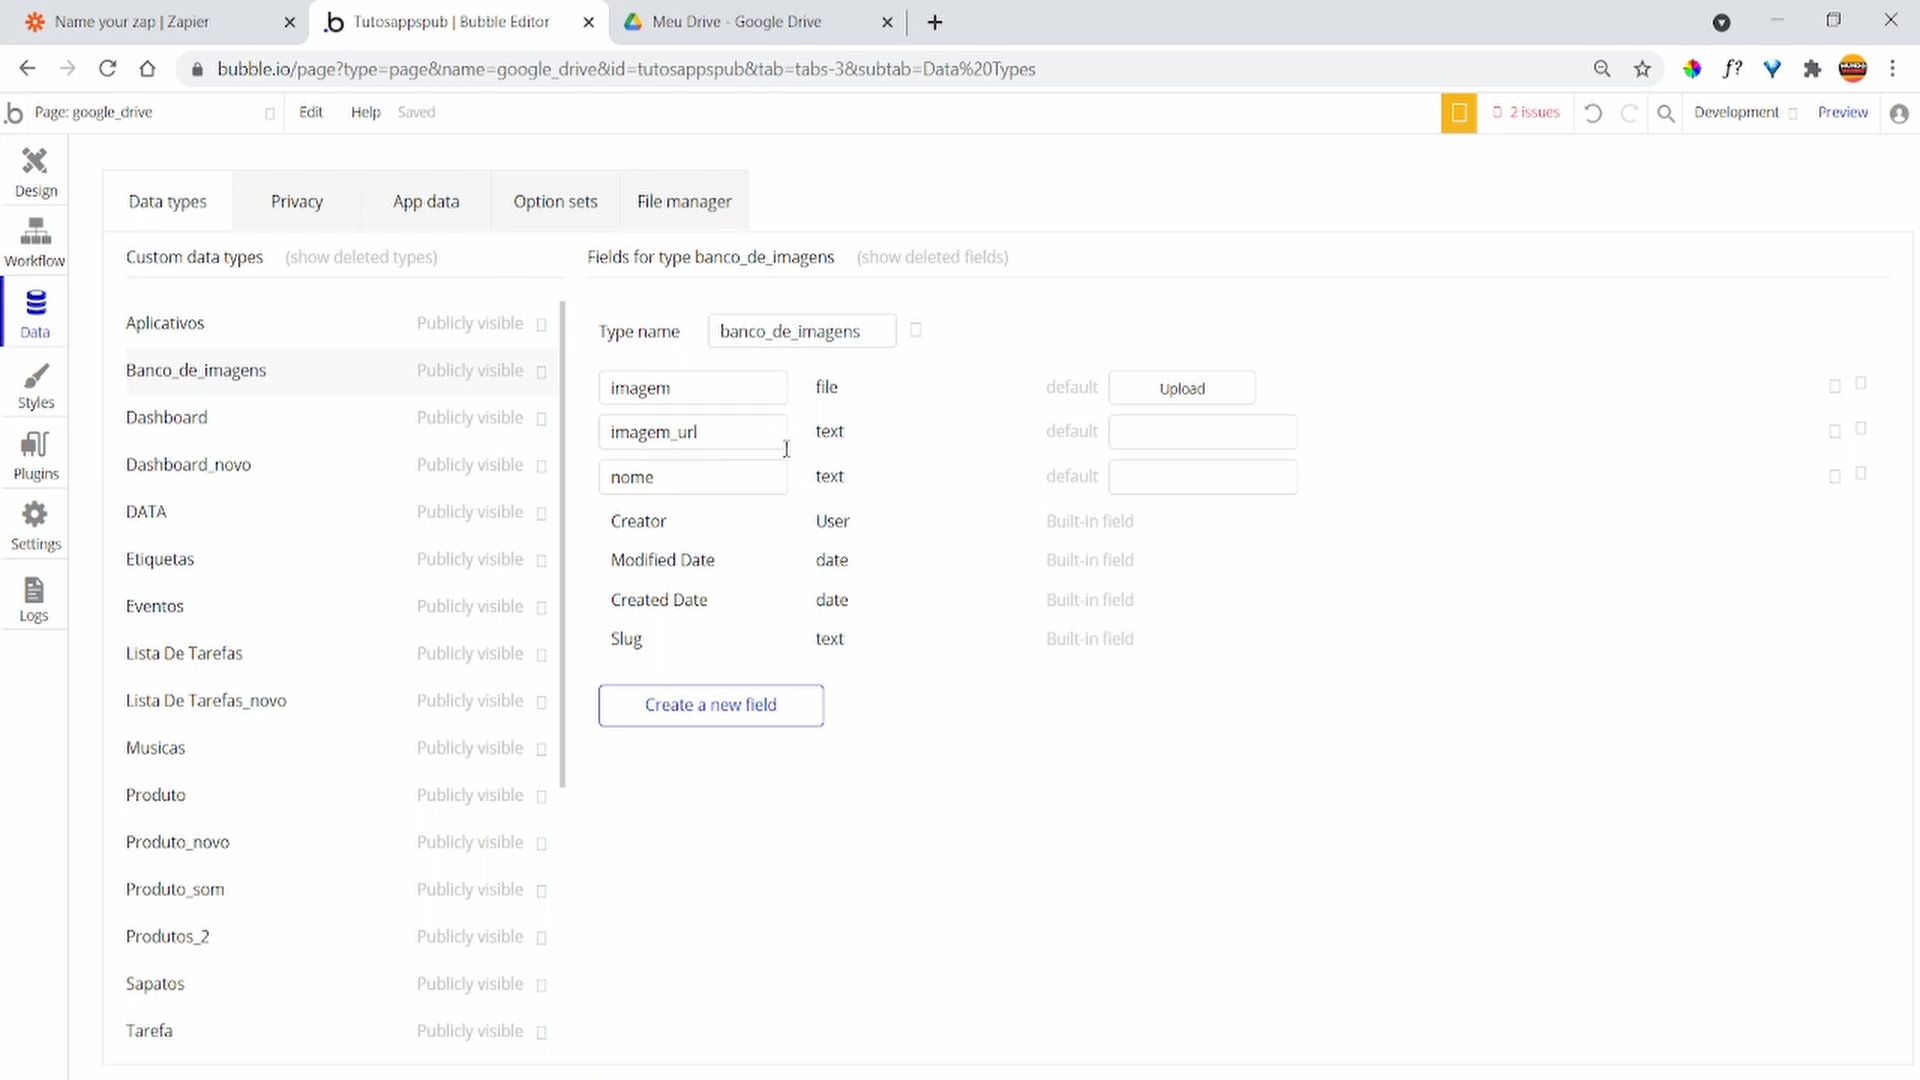 Name your zap | Zapier
Tutosappspub | Bubble Editor
Meu Drive - Google Drive
bubble.io/page?type=page&name=google_drive&id=tutosappspub&tab=tabs-3&subtab=Data%20Types
f?
Page: google_drive
Edit
Help
Saved
2 issues
Development
Preview
Design
Workflow
Data
Styles
Plugins
Settings
Logs
Data types
Privacy
App data
Option sets
File manager
Custom data types (show deleted types)
Aplicativos Publicly visible
Banco_de_imagens Publicly visible
Dashboard Publicly visible
Dashboard_novo Publicly visible
DATA Publicly visible
Etiquetas Publicly visible
Eventos Publicly visible
Lista De Tarefas Publicly visible
Lista De Tarefas_novo Publicly visible
Musicas Publicly visible
Produto Publicly visible
Produto_novo Publicly visible
Produto_som Publicly visible
Produtos_2 Publicly visible
Sapatos Publicly visible
Tarefa Publicly visible
Fields for type banco_de_imagens (show deleted fields)
Type name banco_de_imagens
imagem file default Upload
imagem_url text default
nome text default
Creator User Built-in field
Modified Date date Built-in field
Created Date date Built-in field
Slug text Built-in field
Create a new field